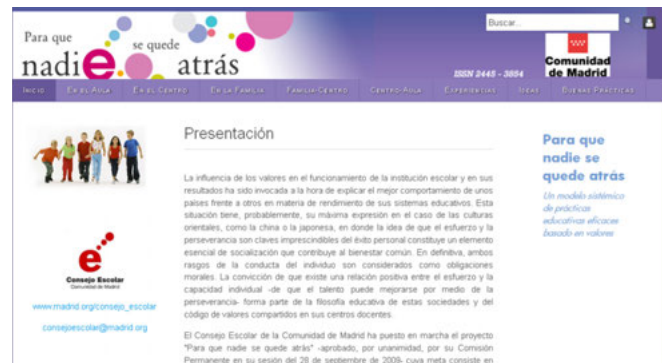 Para que
nadie se quede atrás
Buscar...
Comunidad
de Madrid
ISSN 2445 - 3854
INICIO EN EL AULA EN EL CENTRO EN LA FAMILIA FAMILIA-CENTRO CENTRO-AULA EXPERIENCIAS IDEAS BUENAS PRÁCTICAS
Presentación
La influencia de los valores en el funcionamiento de la institución escolar y en sus
resultados ha sido invocada a la hora de explicar el mejor comportamiento de unos
países frente a otros en materia de rendimiento de sus sistemas educativos. Esta
situación tiene, probablemente, su máxima expresión en el caso de las culturas
orientales, como la china o la japonesa, en donde la idea de que el esfuerzo y la
perseverancia son claves imprescindibles del éxito personal constituye un elemento
esencial de socialización que contribuye al bienestar común. En definitiva, ambos
rasgos de la conducta del individuo son considerados como obligaciones
morales. La convicción de que existe una relación positiva entre el esfuerzo y la
capacidad individual -de que el talento puede mejorarse por medio de la
perseverancia- forma parte de la filosofía educativa de estas sociedades y del
código de valores compartidos en sus centros docentes.
El Consejo Escolar de la Comunidad de Madrid ha puesto en marcha el proyecto
"Para que nadie se quede atrás" -aprobado, por unanimidad, por su Comisión
Permanente en su sesión del 28 de septiembre de 2009- cuya meta consiste en
Consejo Escolar
Comunidad de Madrid
www.madrid.org/consejo_escolar
consejoescolar@madrid.org
Para que
nadie se
quede atrás
Un modelo sistémico
de prácticas
educativas eficaces
basado en valores